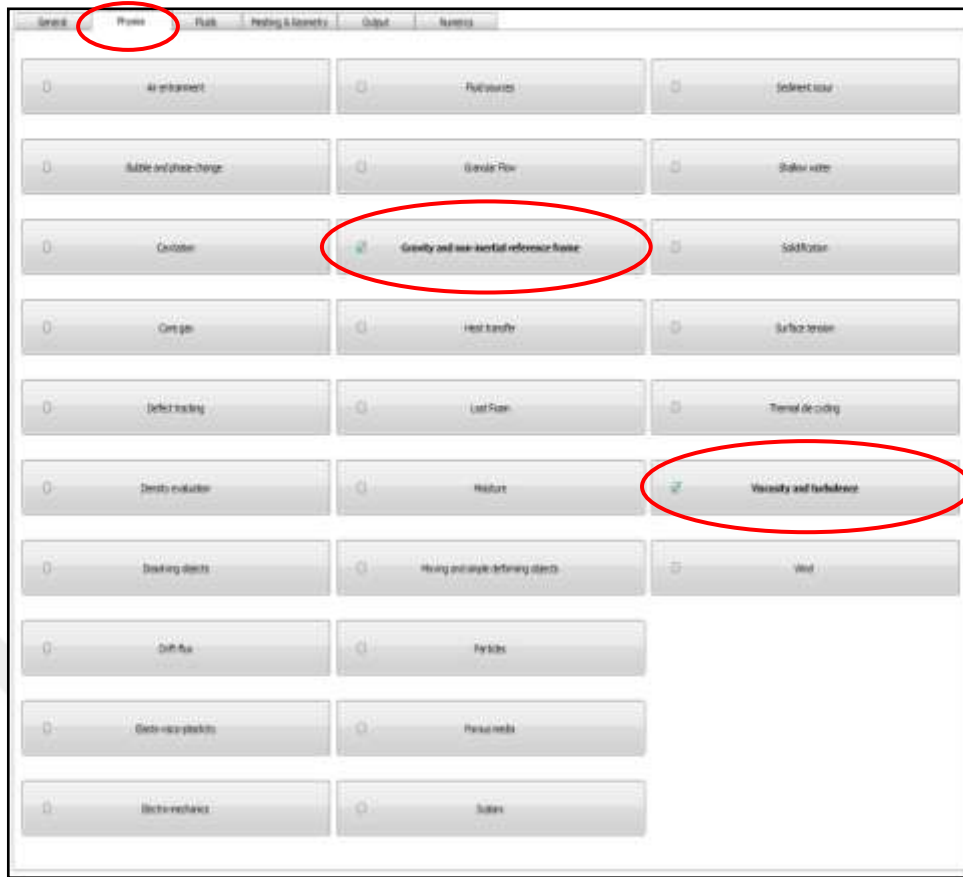 General Physics Fluids Meshing & Geometry Output Numerics
Air entrainment Fluid sources Sediment scour
Bubble and phase change Granular Flow Shallow water
Cavitation Gravity and non-inertial reference frame Solidification
Core gas Heat transfer Surface tension
Defect tracking Lost Foam Thermal die cycling
Density evaluation Moisture Viscosity and turbulence
Dissolving objects Moving and simple deforming objects Wind
Drift-flux Particles
Elasto-visco-plasticity Porous media
Electro-mechanics Scalars